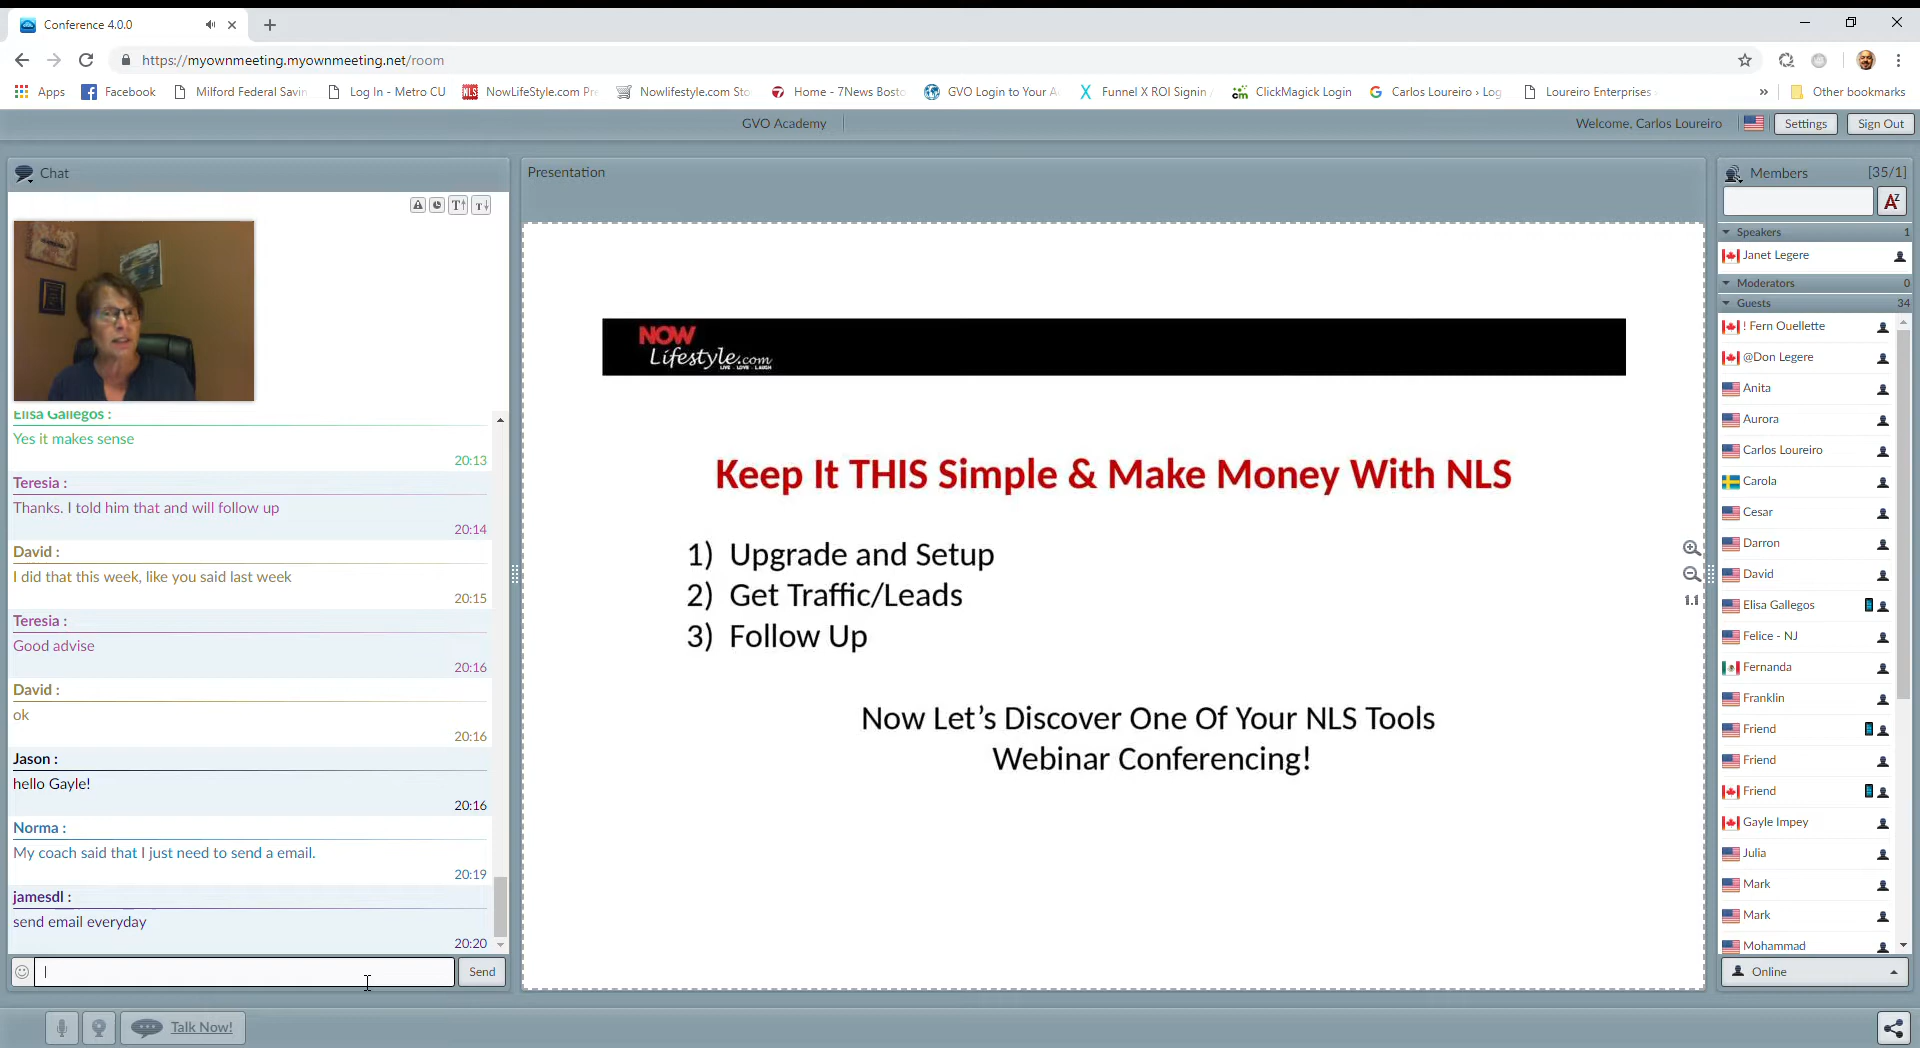 Conference 4.0.0
https://myownmeeting.myownmeeting.net/room
Apps
Facebook
Milford Federal Savin
Log In - Metro CU
NLS
NowLifeStyle.com Pre
Nowlifestyle.com Sto
Home - 7News Bosto
GVO Login to Your A
Funnel X ROI Signin
cm
ClickMagick Login
Carlos Loureiro › Log
Loureiro Enterprises
»
Other bookmarks
GVO Academy
Welcome, Carlos Loureiro
Settings
Sign Out
Chat
Elisa Gallegos :
Yes it makes sense
20:13
Teresia :
Thanks. I told him that and will follow up
20:14
David :
I did that this week, like you said last week
20:15
Teresia :
Good advise
20:16
David :
ok
20:16
Jason :
hello Gayle!
20:16
Norma :
My coach said that I just need to send a email.
20:19
jamesdl :
send email everyday
20:20
Send
Talk Now!
Presentation
NOW
Lifestyle.com
LIVE . LOVE . LAUGH
Keep It THIS Simple & Make Money With NLS
1) Upgrade and Setup
2) Get Traffic/Leads
3) Follow Up
Now Let's Discover One Of Your NLS Tools
Webinar Conferencing!
1.1
Members
[35/1]
Speakers 1
Janet Legere
Moderators 0
Guests 34
! Fern Ouellette
@Don Legere
Anita
Aurora
Carlos Loureiro
Carola
Cesar
Darron
David
Elisa Gallegos
Felice - NJ
Fernanda
Franklin
Friend
Friend
Friend
Gayle Impey
Julia
Mark
Mark
Mohammad
Online